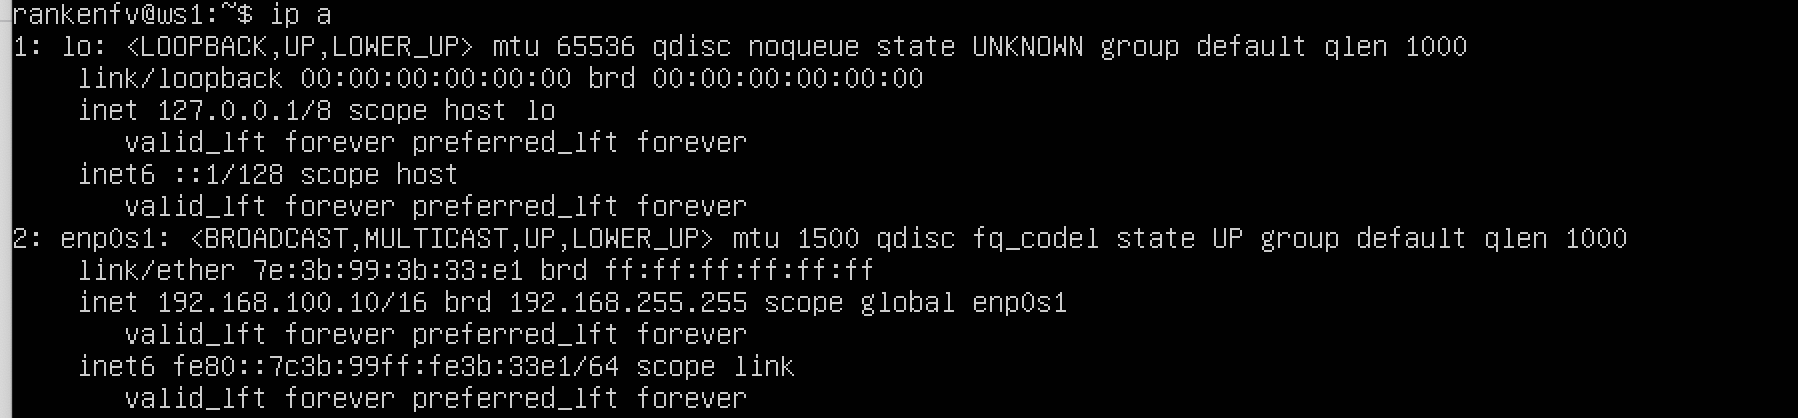 rankenfv@ws1:~$ ip a
1: lo: <LOOPBACK,UP,LOWER_UP> mtu 65536 qdisc noqueue state UNKNOWN group default qlen 1000
    link/loopback 00:00:00:00:00:00 brd 00:00:00:00:00:00
    inet 127.0.0.1/8 scope host lo
       valid_lft forever preferred_lft forever
    inet6 ::1/128 scope host
       valid_lft forever preferred_lft forever
2: enp0s1: <BROADCAST,MULTICAST,UP,LOWER_UP> mtu 1500 qdisc fq_codel state UP group default qlen 1000
    link/ether 7e:3b:99:3b:33:e1 brd ff:ff:ff:ff:ff:ff
    inet 192.168.100.10/16 brd 192.168.255.255 scope global enp0s1
       valid_lft forever preferred_lft forever
    inet6 fe80::7c3b:99ff:fe3b:33e1/64 scope link
       valid_lft forever preferred_lft forever